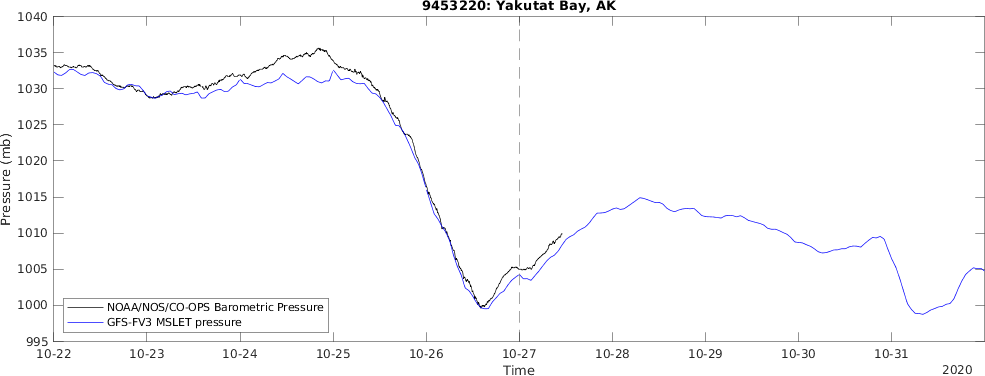 9453220: Yakutat Bay, AK
Pressure (mb)
1040
1035
1030
1025
1020
1015
1010
1005
1000
995
NOAA/NOS/CO-OPS Barometric Pressure
GFS-FV3 MSLET pressure
10-22 10-23 10-24 10-25 10-26 10-27 10-28 10-29 10-30 10-31
Time
2020